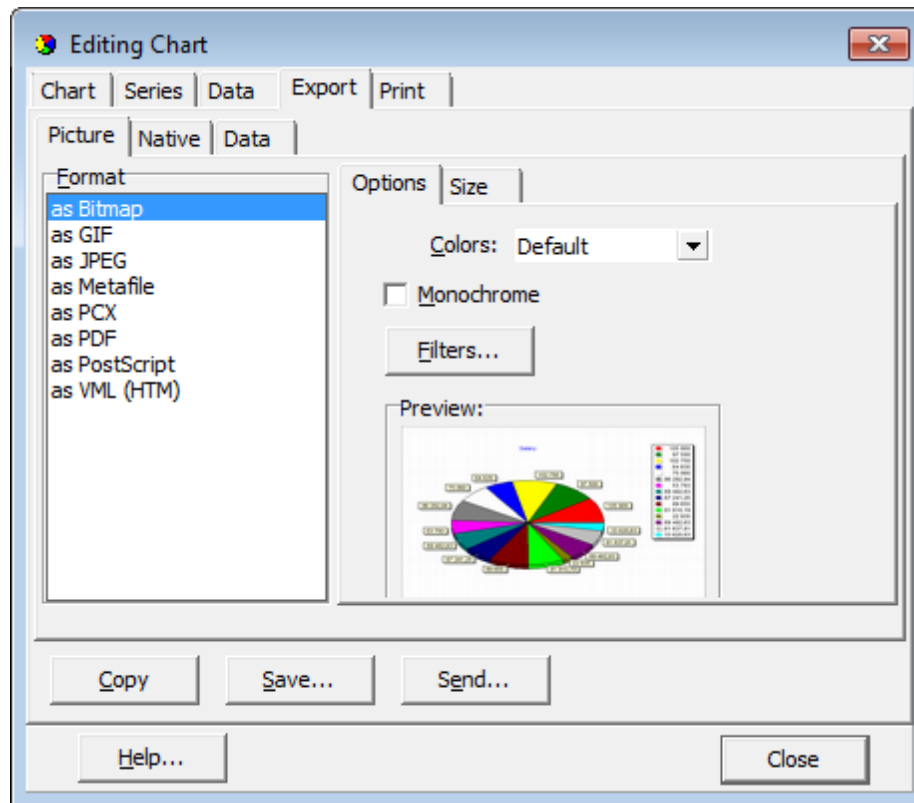 Editing Chart
Chart Series Data Export Print
Picture Native Data
Format
as Bitmap
as GIF
as JPEG
as Metafile
as PCX
as PDF
as PostScript
as VML (HTM)
Options Size
Colors: Default
Monochrome
Filters...
Preview:
Copy Save... Send...
Help... Close